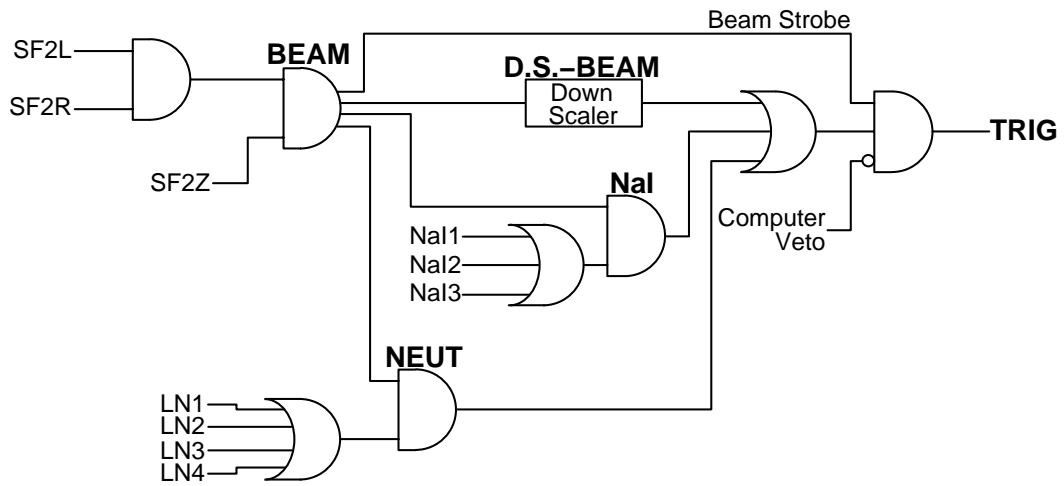 Beam Strobe
SF2L
BEAM
D.S.–BEAM
Down
Scaler
SF2R
TRIG
SF2Z
NaI
Computer
Veto
NaI1
NaI2
NaI3
NEUT
LN1
LN2
LN3
LN4